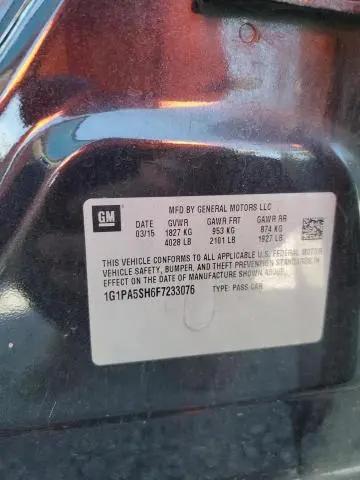 MFD BY GENERAL MOTORS LLC
GM
DATE GVWR GAWR FRT GAWR RR
03/15 1827 KG 953 KG 874 KG
4028 LB 2101 LB 1927 LB
THIS VEHICLE CONFORMS TO ALL APPLICABLE U.S. FEDERAL MOTOR
VEHICLE SAFETY, BUMPER, AND THEFT PREVENTION STANDARDS
IN EFFECT ON THE DATE OF MANUFACTURE SHOWN ABOVE.
1G1PA5SH6F7233076 TYPE: PASS CAR